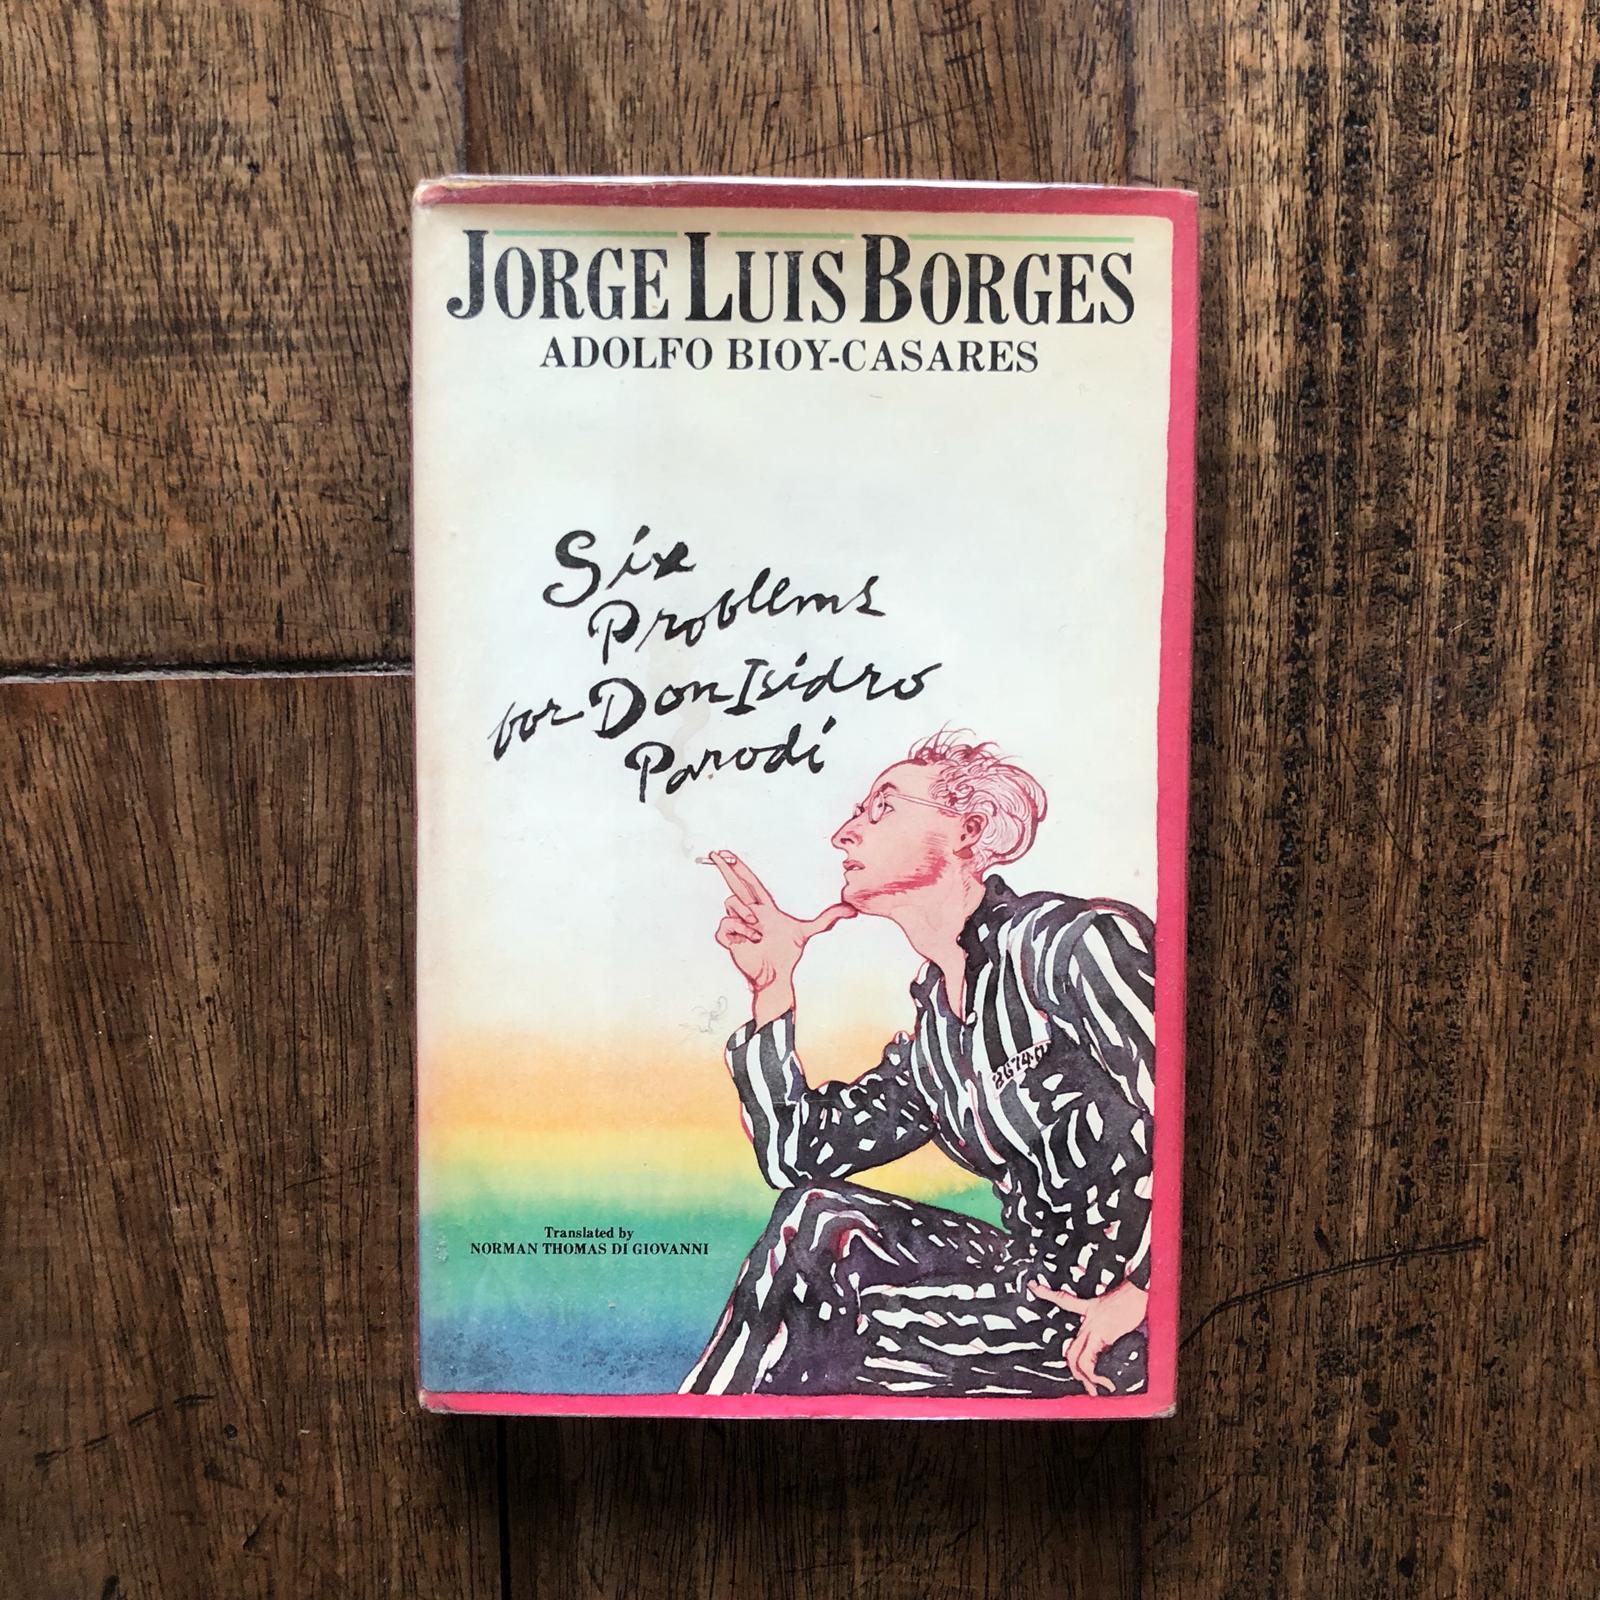 JORGE LUIS BORGES
ADOLFO BIOY-CASARES
Six
Problems
for Don Isidro
Parodi
Translated by
NORMAN THOMAS DI GIOVANNI